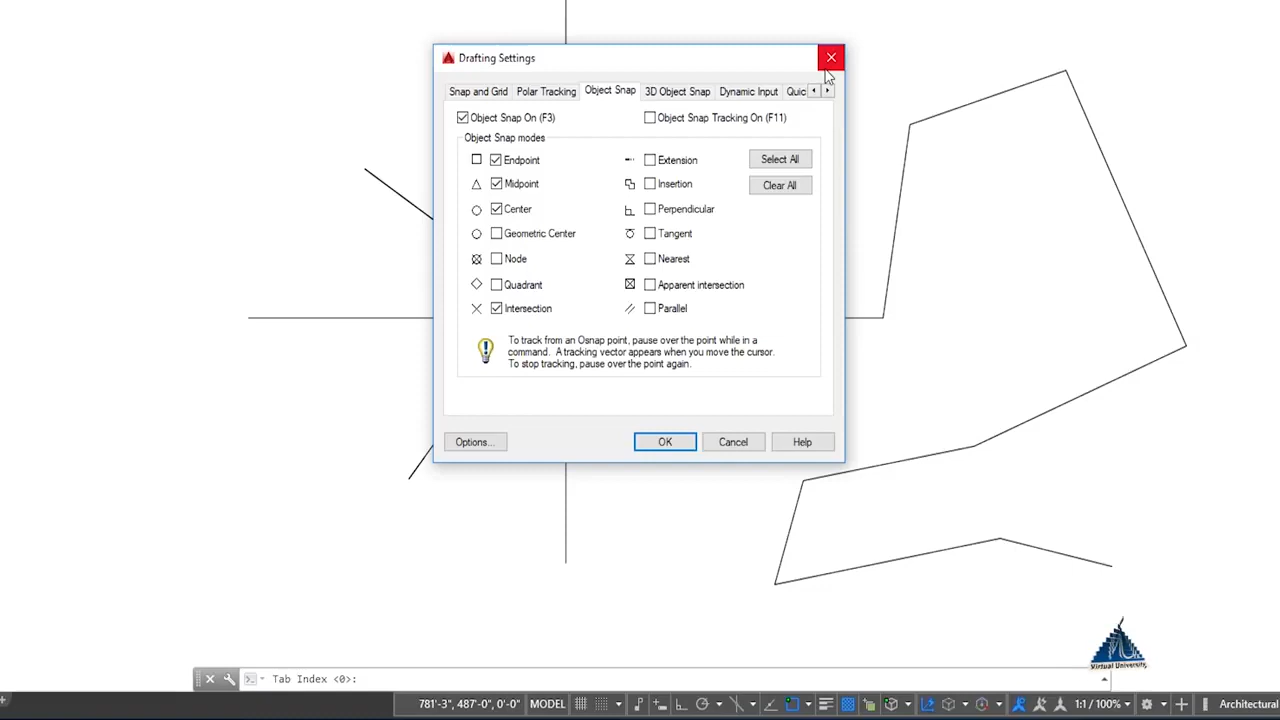 Drafting Settings
Snap and Grid Polar Tracking Object Snap 3D Object Snap Dynamic Input Quic
Object Snap On (F3) Object Snap Tracking On (F11)
Object Snap modes
Endpoint Extension Select All
Midpoint Insertion Clear All
Center Perpendicular
Geometric Center Tangent
Node Nearest
Quadrant Apparent intersection
Intersection Parallel
To track from an Osnap point, pause over the point while in a
command. A tracking vector appears when you move the cursor.
To stop tracking, pause over the point again.
Options... OK Cancel Help
Virtual University
Tab Index <0>:
781'-3", 487'-0", 0'-0" MODEL 1:1 / 100% Architectural